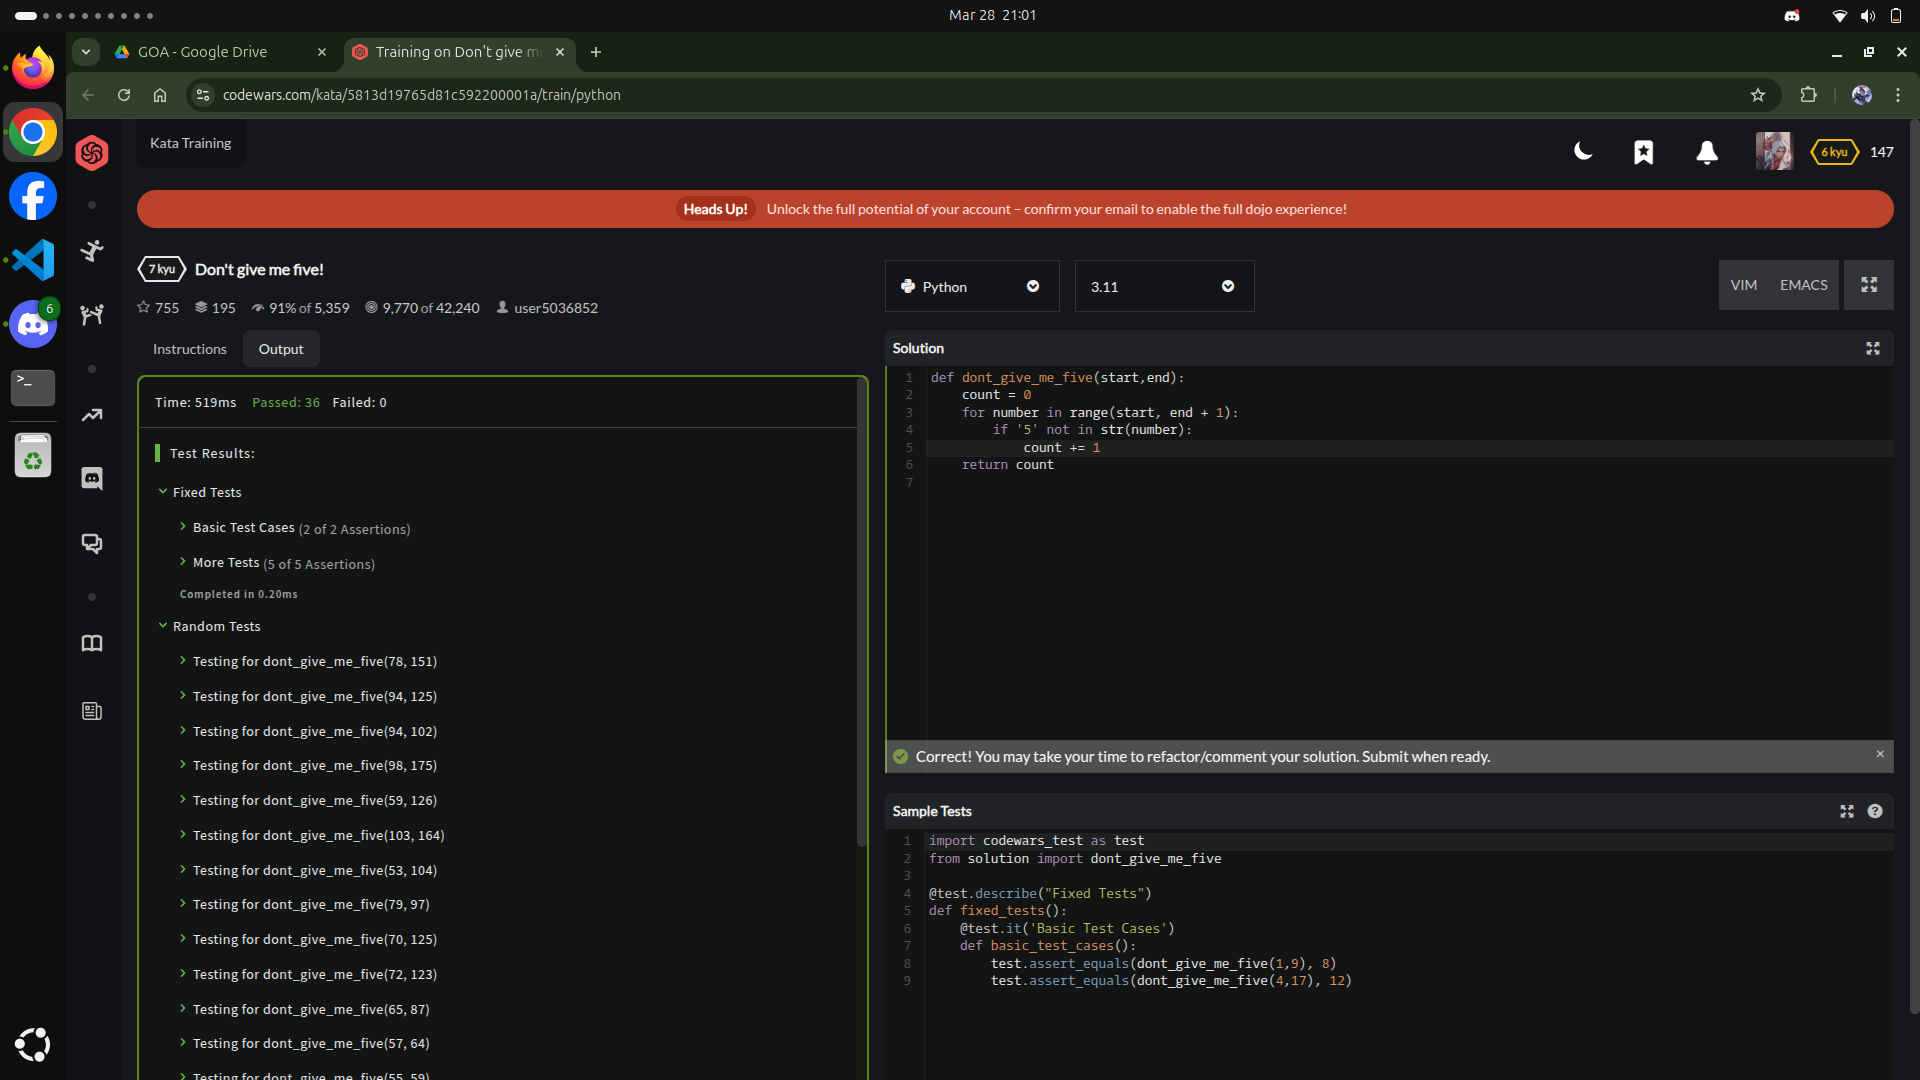 Mar 28 21:01
GOA - Google Drive
Training on Don't give m
codewars.com/kata/5813d19765d81c592200001a/train/python
Kata Training
6 kyu 147
Heads Up! Unlock the full potential of your account – confirm your email to enable the full dojo experience!
6
7 kyu Don't give me five!
755 195 91% of 5,359 9,770 of 42,240 user5036852
Python
3.11
VIM EMACS
Instructions Output
Time: 519ms Passed: 36 Failed: 0
Test Results:
Fixed Tests
Basic Test Cases (2 of 2 Assertions)
More Tests (5 of 5 Assertions)
Completed in 0.20ms
Random Tests
Testing for dont_give_me_five(78, 151)
Testing for dont_give_me_five(94, 125)
Testing for dont_give_me_five(94, 102)
Testing for dont_give_me_five(98, 175)
Testing for dont_give_me_five(59, 126)
Testing for dont_give_me_five(103, 164)
Testing for dont_give_me_five(53, 104)
Testing for dont_give_me_five(79, 97)
Testing for dont_give_me_five(70, 125)
Testing for dont_give_me_five(72, 123)
Testing for dont_give_me_five(65, 87)
Testing for dont_give_me_five(57, 64)
Testing for dont_give_me_five(55, 59)
Solution
1 def dont_give_me_five(start,end):
2 count = 0
3 for number in range(start, end + 1):
4 if '5' not in str(number):
5 count += 1
6 return count
7
Correct! You may take your time to refactor/comment your solution. Submit when ready.
Sample Tests
1 import codewars_test as test
2 from solution import dont_give_me_five
3
4 @test.describe("Fixed Tests")
5 def fixed_tests():
6 @test.it('Basic Test Cases')
7 def basic_test_cases():
8 test.assert_equals(dont_give_me_five(1,9), 8)
9 test.assert_equals(dont_give_me_five(4,17), 12)